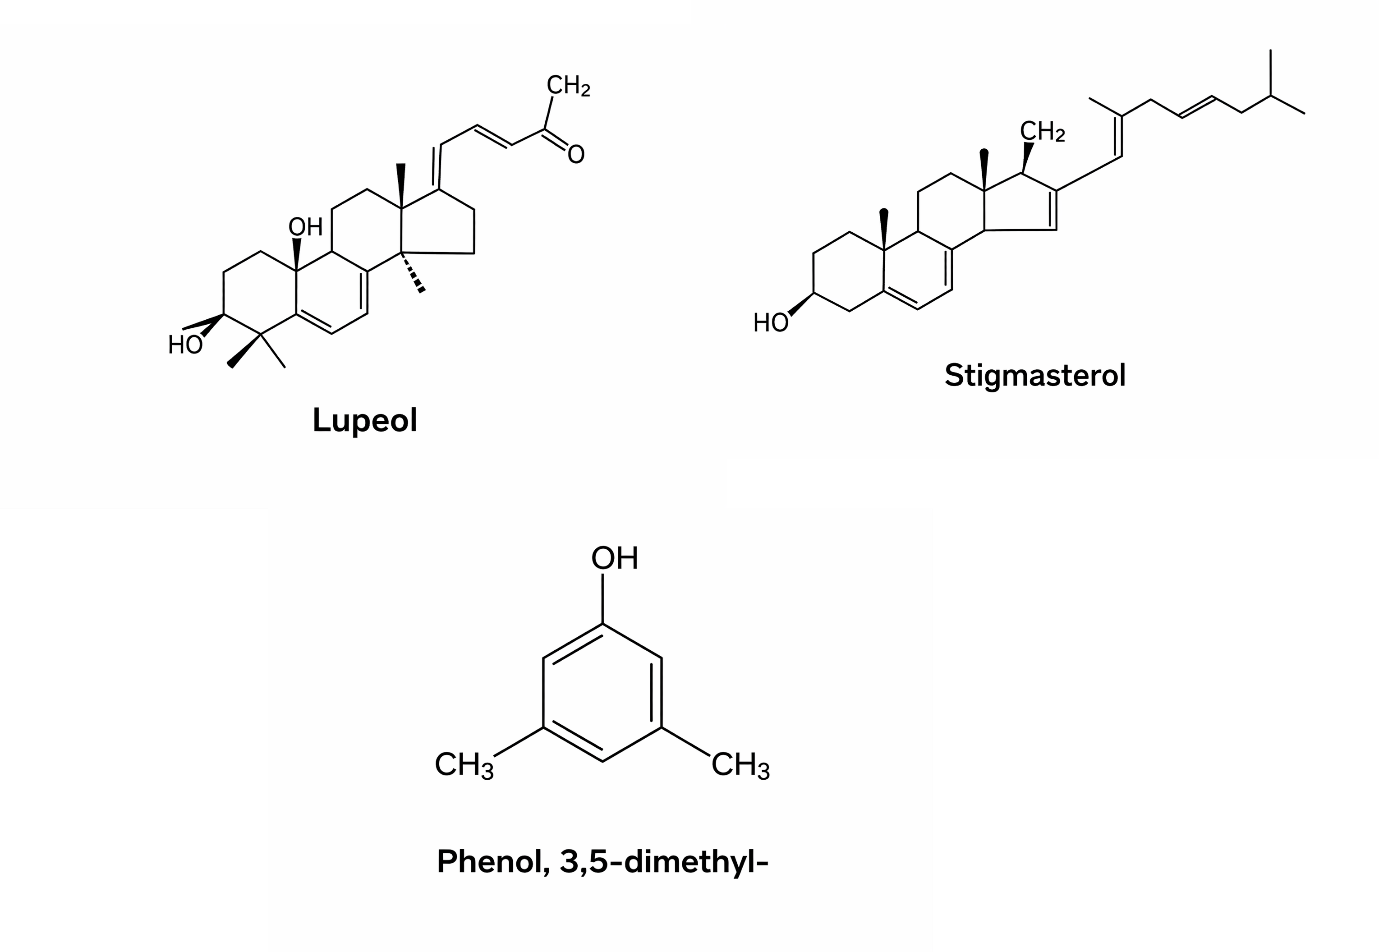 CH₂
O
OH
HO
Lupeol
CH₂
HO
Stigmasterol
OH
CH₃ CH₃
Phenol, 3,5-dimethyl-